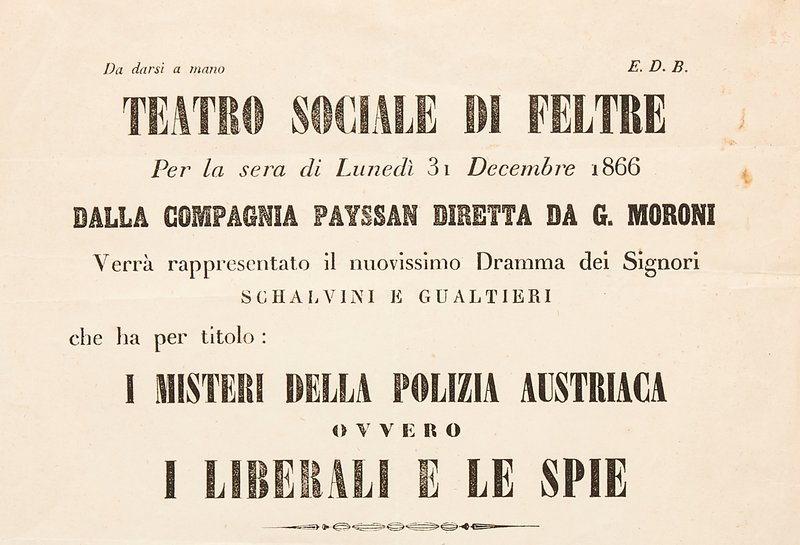 Da darsi a mano E. D. B.
TEATRO SOCIALE DI FELTRE
Per la sera di Lunedì 31 Decembre 1866
DALLA COMPAGNIA PAYSSAN DIRETTA DA G. MORONI
Verrà rappresentato il nuovissimo Dramma dei Signori
SCHALVINI E GUALTIERI
che ha per titolo :
I MISTERI DELLA POLIZIA AUSTRIACA
OVVERO
I LIBERALI E LE SPIE